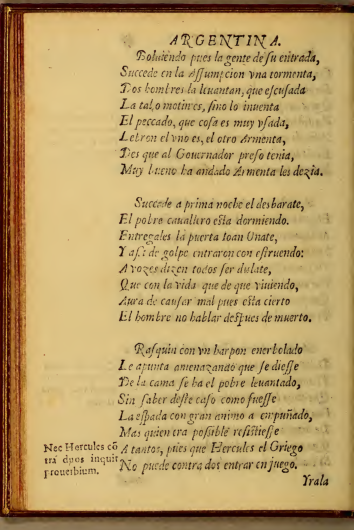 ARGENTINA.
Bolviendo pues la gente de su entrada,
Succede en la Assumpcion vna tormenta,
Dos hombres la leuantan, que escusada
La tal, o motines, sino lo inuenta
El peccado, que cosa es muy vsada,
Lebron el vno es, el otro Armenta,
Des que al Gouernador preso tenia,
Muy bueno ha andado Armenta les dezia.
Succede a prima noche el desbarate,
El pobre cauallero esta dormiendo.
Entregales la puerta Ioan Oñate,
Y assi de golpe entraron con estruendo:
A vozes dizen todos ser dulate,
Que con la vida que de que viuiendo,
Aura de causar mal pues esta cierto
El hombre no hablar despues de muerto.
Rasquin con vn harpon enerbolado
Le apunta amenazando que se diesse
De la cama se ha el pobre leuantado,
Sin saber deste caso como fuesse
La espada con gran animo a empuñado,
Mas quien era possible resistiesse
A tantos, pues que Hercules el Griego
No puede contra dos entrar en juego.
Nec Hercules cõ
tra duos inquit
prouerbium.
Yrala